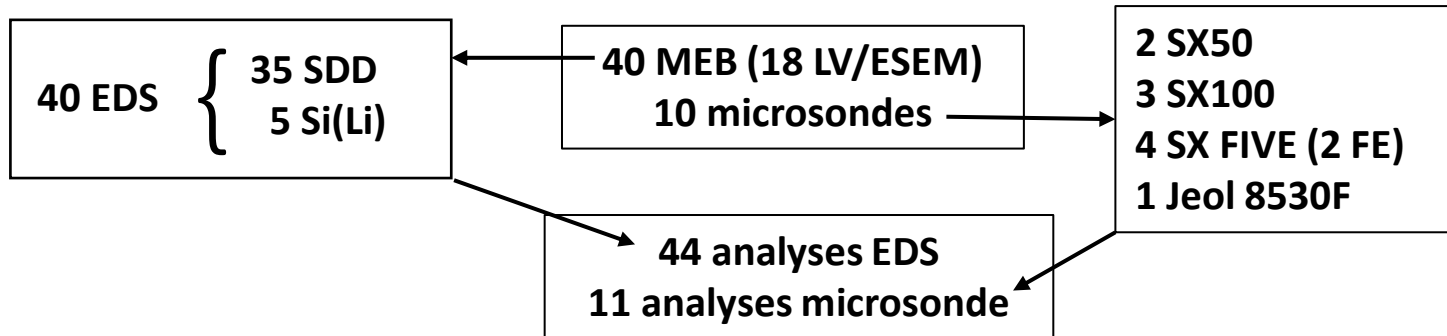 40 EDS { 35 SDD
5 Si(Li)
40 MEB (18 LV/ESEM)
10 microsondes
2 SX50
3 SX100
4 SX FIVE (2 FE)
1 Jeol 8530F
44 analyses EDS
11 analyses microsonde